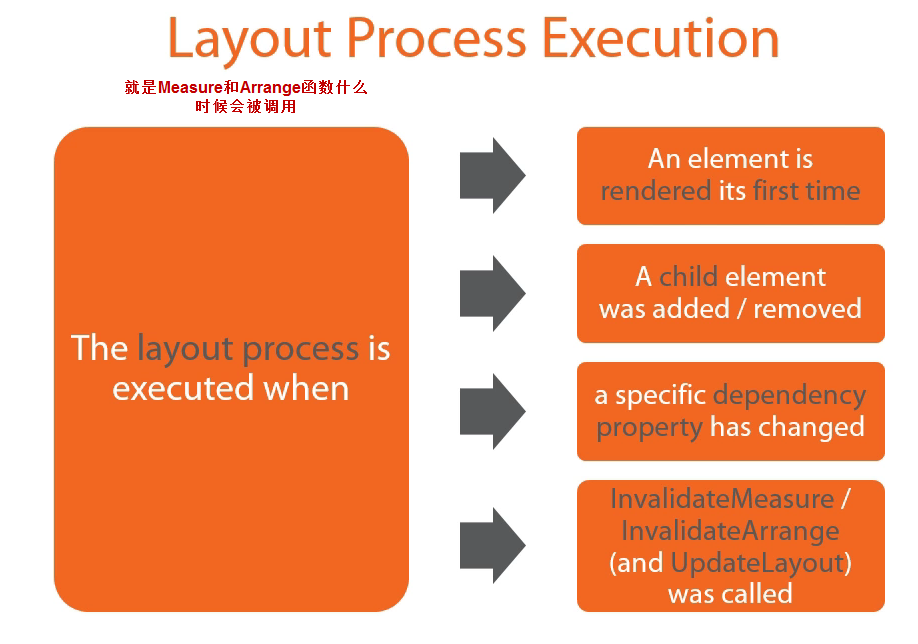 Layout Process Execution
就是Measure和Arrange函数什么
时候会被调用
The layout process is
executed when
An element is
rendered its first time
A child element
was added / removed
a specific dependency
property has changed
InvalidateMeasure /
InvalidateArrange
(and UpdateLayout)
was called